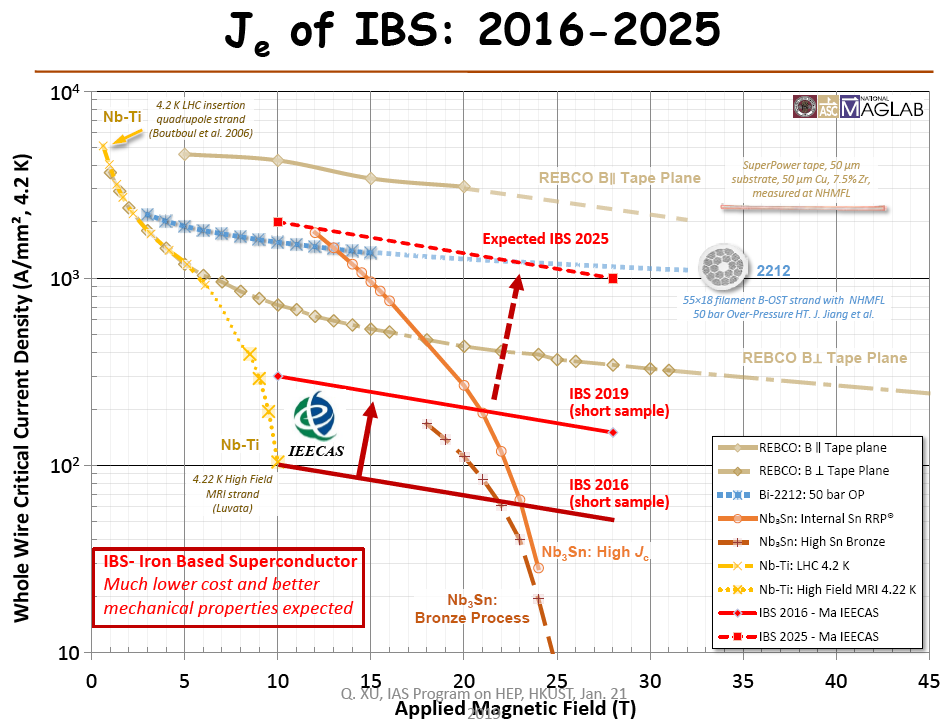 Jₑ of IBS: 2016-2025
Whole Wire Critical Current Density (A/mm², 4.2 K)
10⁴
10³
10²
10
0
5
10
15
20
25
30
35
40
45
Applied Magnetic Field (T)
Nb-Ti
4.2 K LHC insertion
quadrupole strand
(Boutboul et al. 2006)
NATIONAL
MAGLAB
ASC
SuperPower tape, 50 µm
substrate, 50 µm Cu, 7.5% Zr,
measured at NHMFL
REBCO B∥ Tape Plane
Expected IBS 2025
2212
55×18 filament B-OST strand with NHMFL
50 bar Over-Pressure HT. J. Jiang et al.
REBCO B⊥ Tape Plane
IBS 2019
(short sample)
IEECAS
Nb-Ti
4.22 K High Field
MRI strand
(Luvata)
IBS 2016
(short sample)
REBCO: B ∥ Tape plane
REBCO: B ⊥ Tape Plane
Bi-2212: 50 bar OP
Nb₃Sn: Internal Sn RRP®
Nb₃Sn: High Sn Bronze
Nb-Ti: LHC 4.2 K
Nb-Ti: High Field MRI 4.22 K
IBS 2016 - Ma IEECAS
IBS 2025 - Ma IEECAS
IBS- Iron Based Superconductor
Much lower cost and better
mechanical properties expected
Nb₃Sn: High Jc
Nb₃Sn:
Bronze Process
Q. XU, IAS Program on HEP, HKUST, Jan. 21
2019